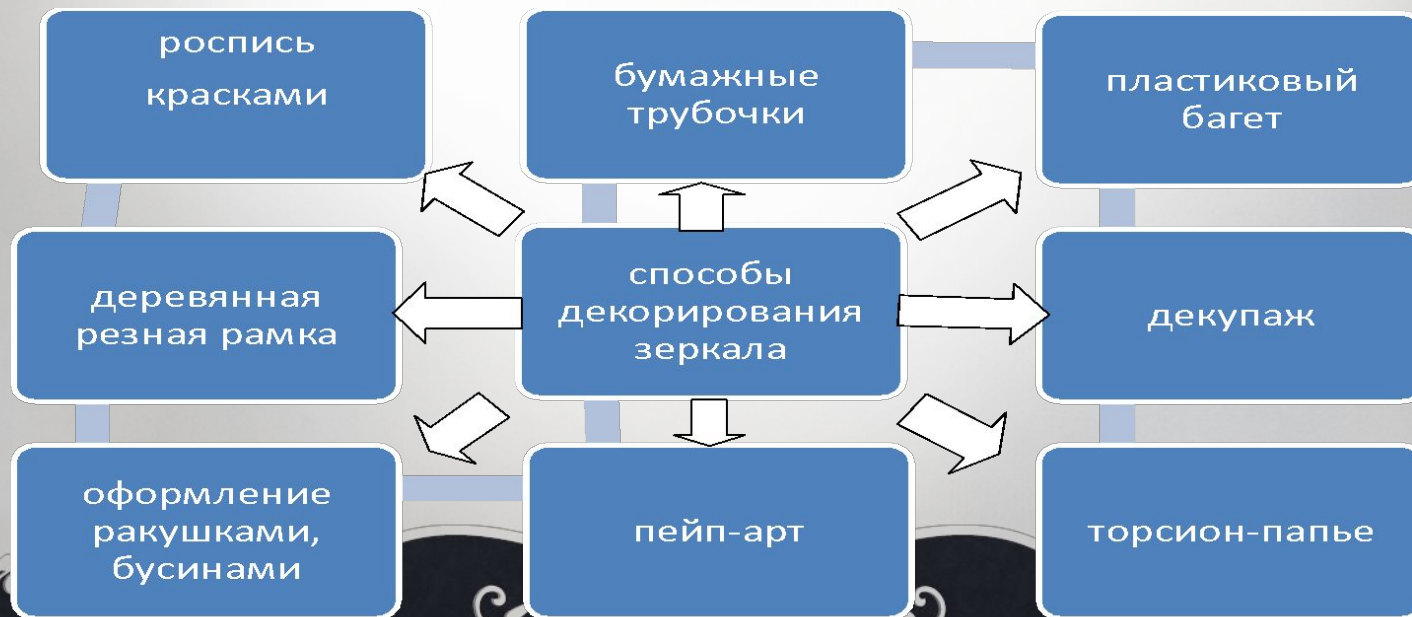 роспись
красками
бумажные
трубочки
пластиковый
багет
деревянная
резная рамка
способы
декорирования
зеркала
декупаж
оформление
ракушками,
бусинами
пейп-арт
торсион-папье